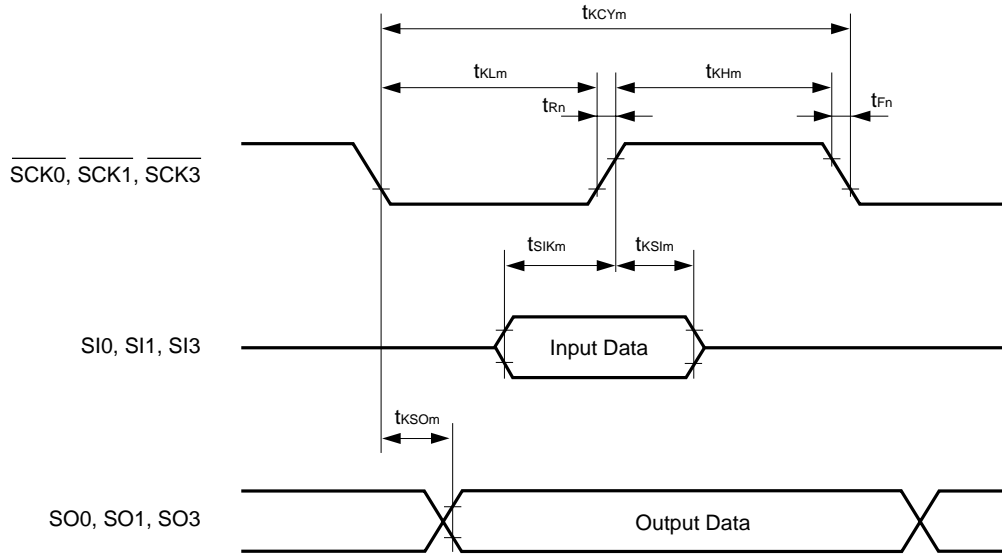 tKCYm
tKLm
tKHm
tRn
tFn
SCK0, SCK1, SCK3
tSIKm
tKSIm
SI0, SI1, SI3
Input Data
tKSOm
SO0, SO1, SO3
Output Data